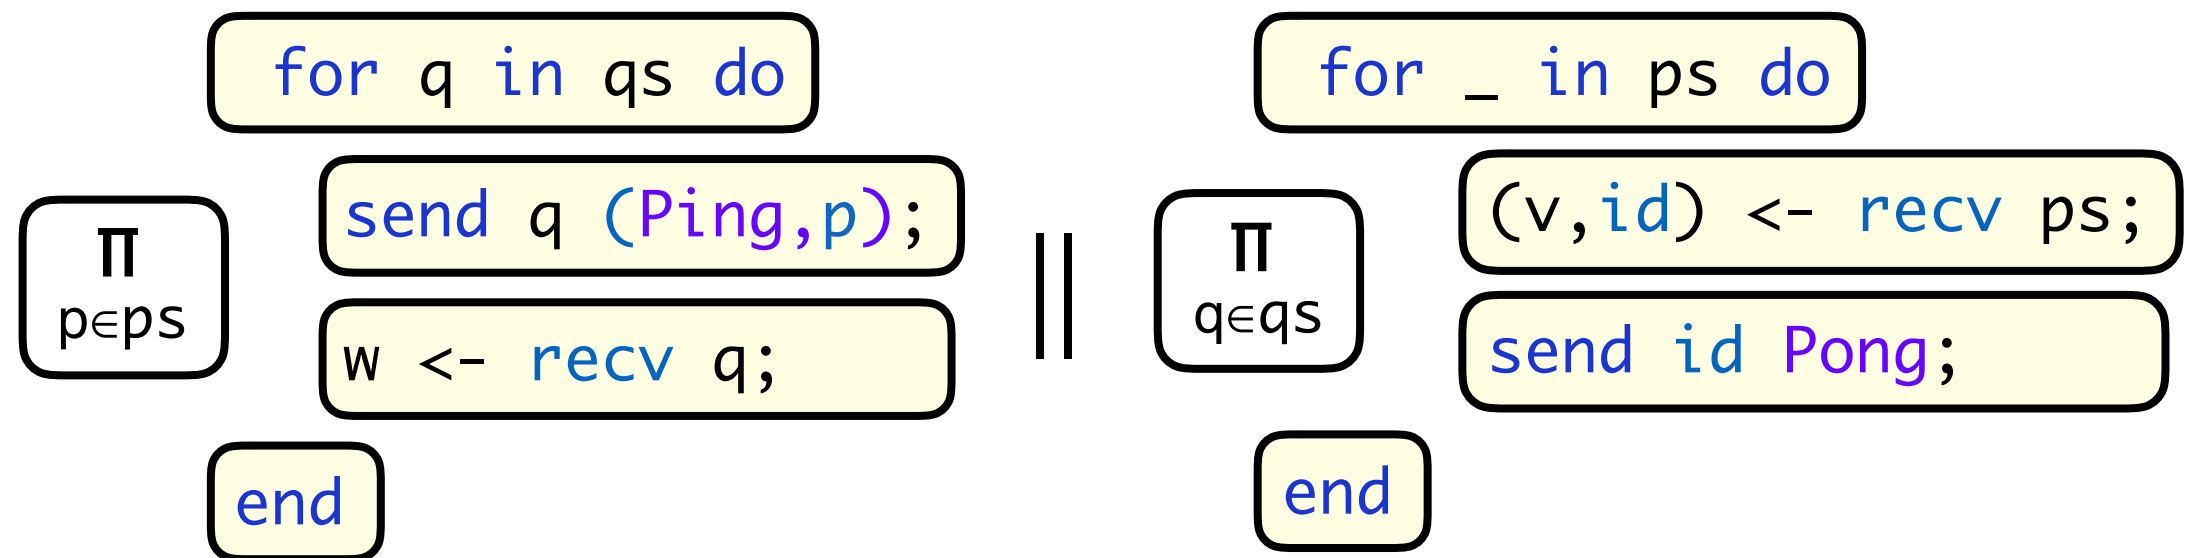 for q in qs do
send q (Ping,p);
Π
p∈ps
w <- recv q;
end
||
for _ in ps do
(v,id) <- recv ps;
Π
q∈qs
send id Pong;
end